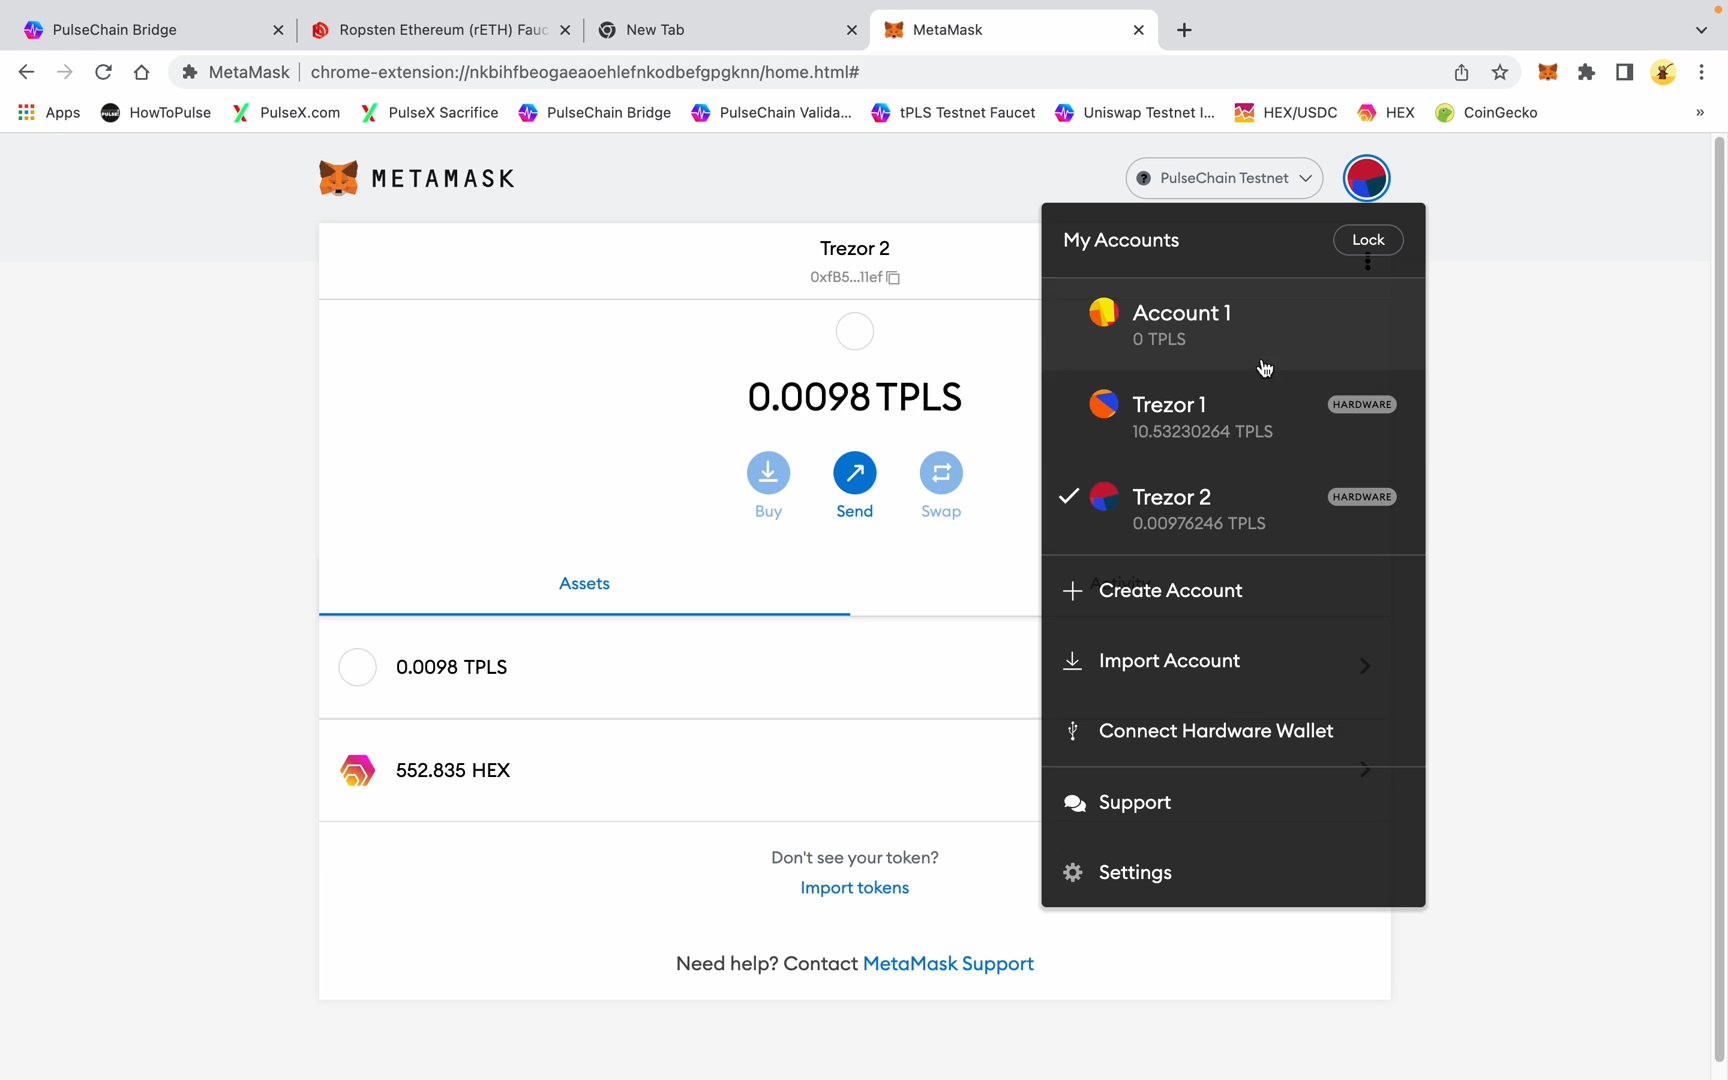 PulseChain Bridge
Ropsten Ethereum (rETH) Fauc
New Tab
MetaMask
MetaMask chrome-extension://nkbihfbeogaeaoehlefnkodbefgpgknn/home.html#
Apps HowToPulse PulseX.com PulseX Sacrifice PulseChain Bridge PulseChain Valida... tPLS Testnet Faucet Uniswap Testnet I... HEX/USDC HEX CoinGecko »
METAMASK
PulseChain Testnet
Trezor 2
0xfB5...11ef
0.0098 TPLS
Buy Send Swap
Assets
Activity
0.0098 TPLS
552.835 HEX
Don't see your token?
Import tokens
Need help? Contact MetaMask Support
My Accounts Lock
Account 1
0 TPLS
Trezor 1 HARDWARE
10.53230264 TPLS
Trezor 2 HARDWARE
0.00976246 TPLS
Create Account
Import Account
Connect Hardware Wallet
Support
Settings